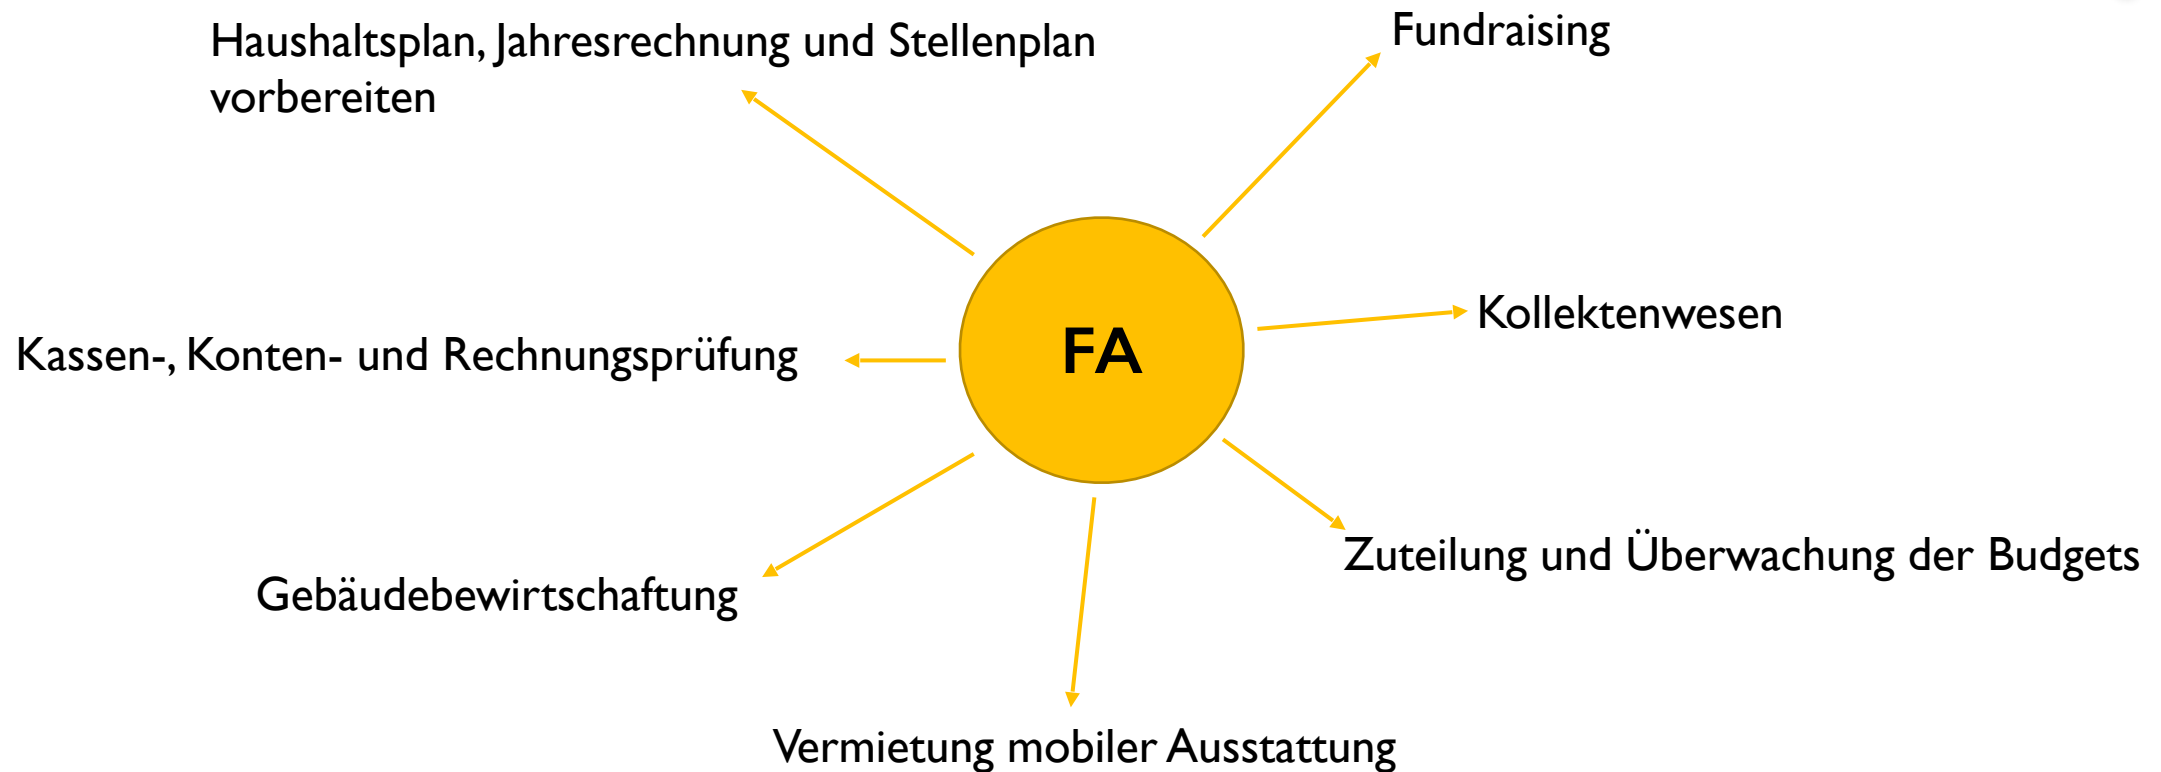 Haushaltsplan, Jahresrechnung und Stellenplan
vorbereiten
Fundraising
Kollektenwesen
FA
Kassen-, Konten- und Rechnungsprüfung
Zuteilung und Überwachung der Budgets
Gebäudebewirtschaftung
Vermietung mobiler Ausstattung